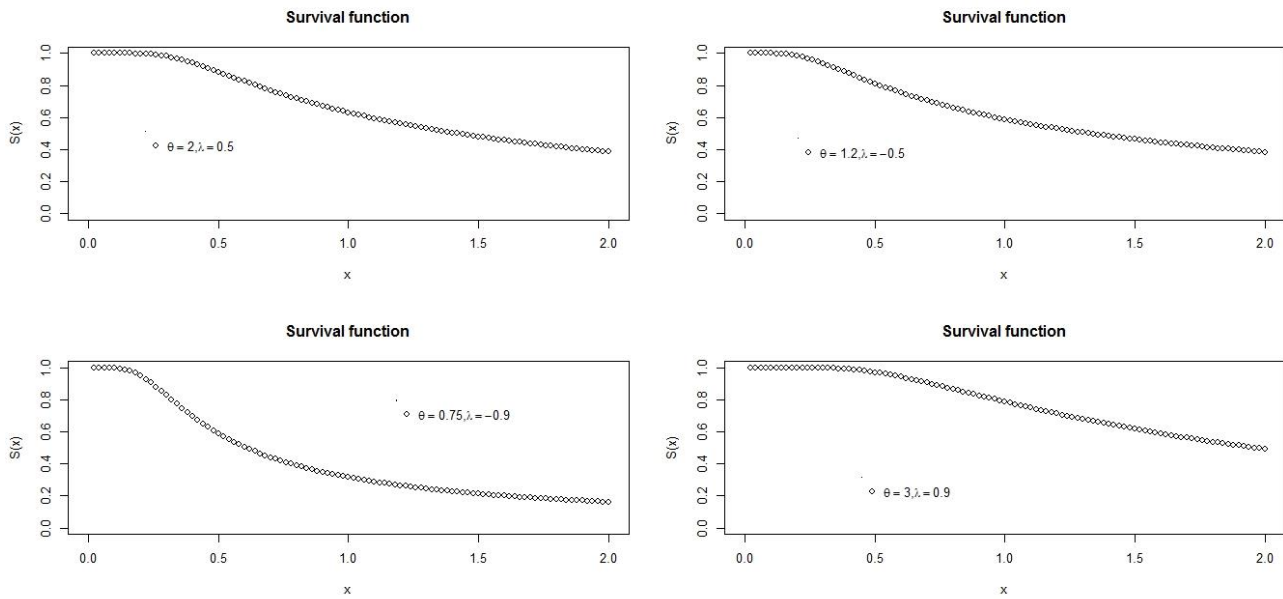 Survival function
S(x)
0.0 0.2 0.4 0.6 0.8 1.0
θ = 2,λ = 0.5
0.0 0.5 1.0 1.5 2.0
x
Survival function
S(x)
0.0 0.2 0.4 0.6 0.8 1.0
θ = 1.2,λ = −0.5
0.0 0.5 1.0 1.5 2.0
x
Survival function
S(x)
0.0 0.2 0.4 0.6 0.8 1.0
θ = 0.75,λ = −0.9
0.0 0.5 1.0 1.5 2.0
x
Survival function
S(x)
0.0 0.2 0.4 0.6 0.8 1.0
θ = 3,λ = 0.9
0.0 0.5 1.0 1.5 2.0
x